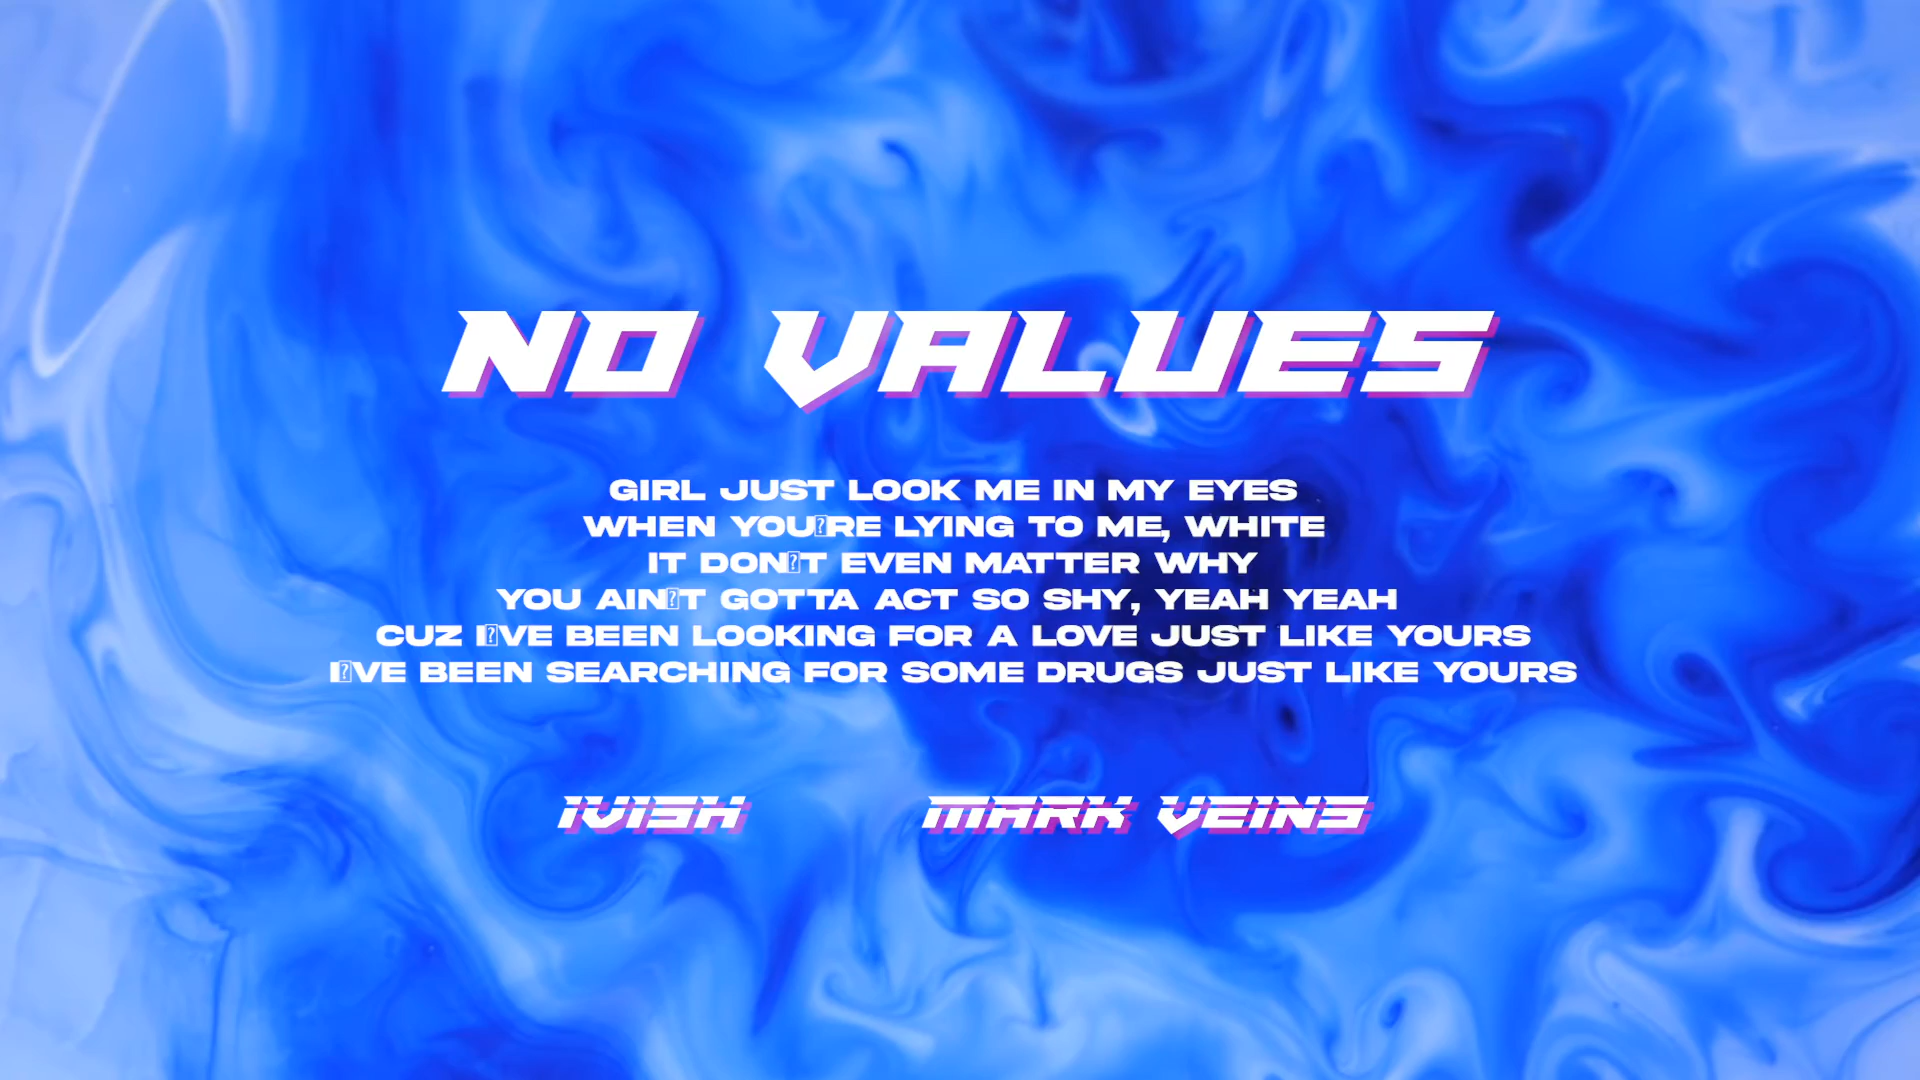 NO VALUES
GIRL JUST LOOK ME IN MY EYES
WHEN YOU�RE LYING TO ME, WHITE
IT DON�T EVEN MATTER WHY
YOU AIN�T GOTTA ACT SO SHY, YEAH YEAH
CUZ I�VE BEEN LOOKING FOR A LOVE JUST LIKE YOURS
I�VE BEEN SEARCHING FOR SOME DRUGS JUST LIKE YOURS
IVISH MARK VEINS